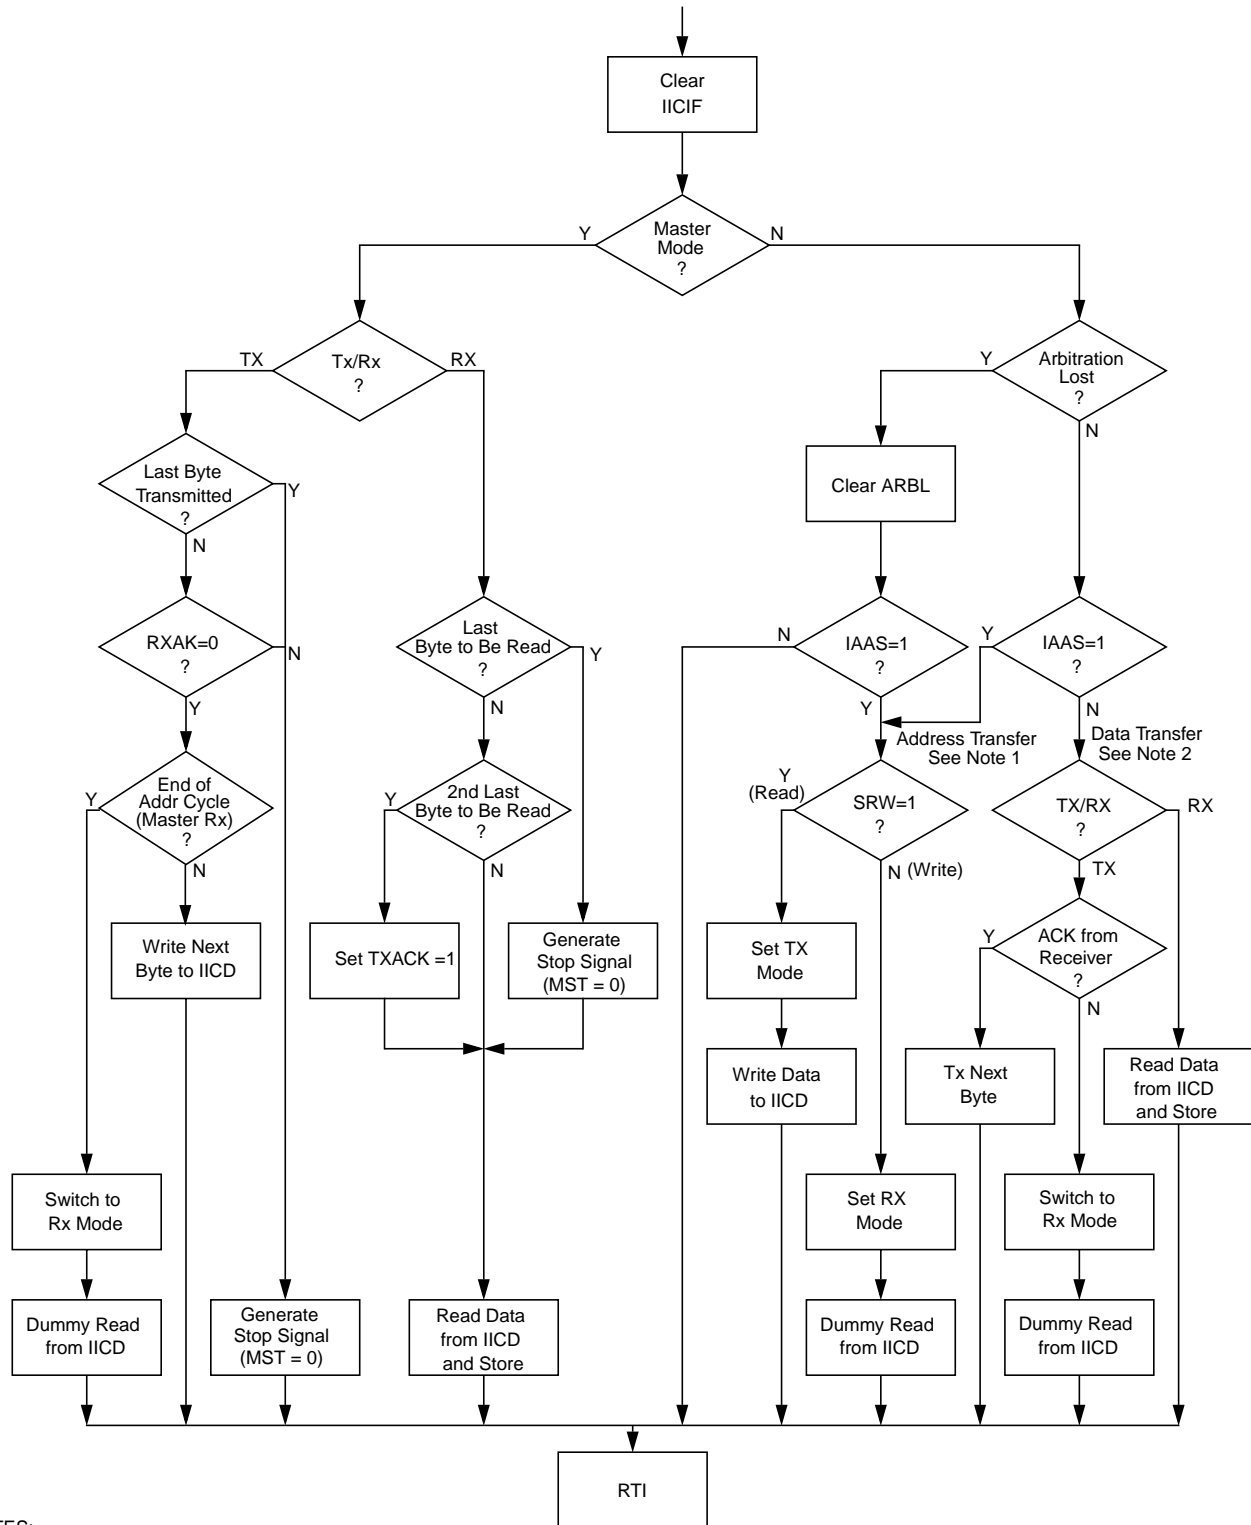 Clear
IICIF
Master
Mode
?
Y
N
Tx/Rx
?
TX
RX
Arbitration
Lost
?
Y
N
Last Byte
Transmitted
?
Y
N
Clear ARBL
RXAK=0
?
N
Y
Last
Byte to Be Read
?
Y
N
IAAS=1
?
N
Y
IAAS=1
?
Y
N
Address Transfer
See Note 1
Data Transfer
See Note 2
End of
Addr Cycle
(Master Rx)
?
Y
N
2nd Last
Byte to Be Read
?
Y
N
Y
(Read)
SRW=1
?
N (Write)
TX/RX
?
RX
TX
Write Next
Byte to IICD
Set TXACK =1
Generate
Stop Signal
(MST = 0)
Set TX
Mode
ACK from
Receiver
?
Y
N
Write Data
to IICD
Tx Next
Byte
Read Data
from IICD
and Store
Switch to
Rx Mode
Set RX
Mode
Switch to
Rx Mode
Dummy Read
from IICD
Generate
Stop Signal
(MST = 0)
Read Data
from IICD
and Store
Dummy Read
from IICD
Dummy Read
from IICD
RTI